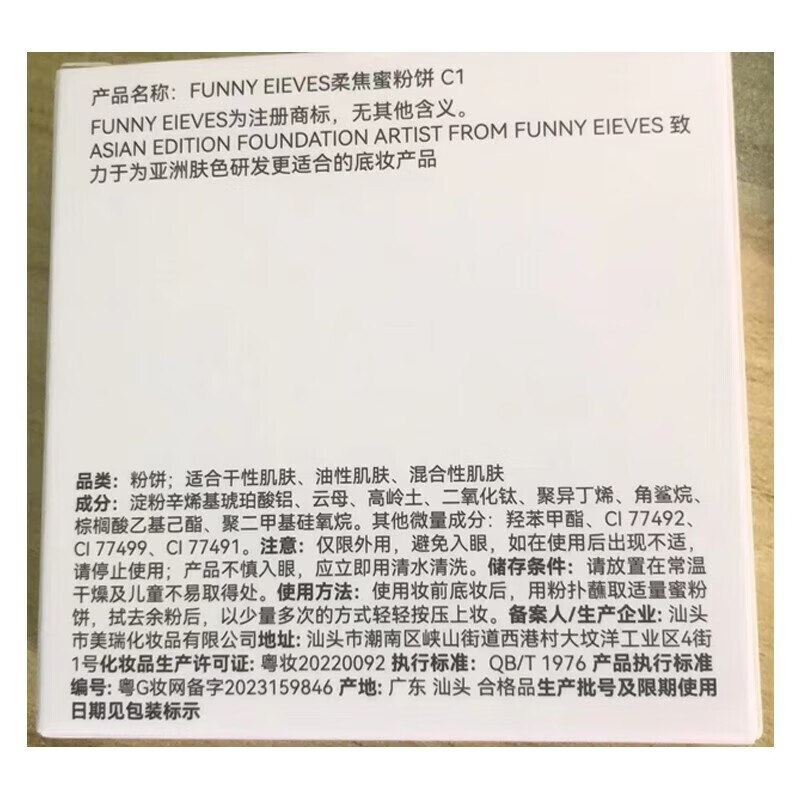 产品名称：FUNNY EIEVES柔焦蜜粉饼 C1
FUNNY EIEVES为注册商标，无其他含义。
ASIAN EDITION FOUNDATION ARTIST FROM FUNNY EIEVES 致
力于为亚洲肤色研发更适合的底妆产品
品类：粉饼；适合干性肌肤、油性肌肤、混合性肌肤
成分：淀粉辛烯基琥珀酸铝、云母、高岭土、二氧化钛、聚异丁烯、角鲨烷、
棕榈酸乙基己酯、聚二甲基硅氧烷。其他微量成分：羟苯甲酯、CI 77492、
CI 77499、CI 77491。注意：仅限外用，避免入眼，如在使用后出现不适，
请停止使用；产品不慎入眼，应立即用清水清洗。储存条件：请放置在常温
干燥及儿童不易取得处。使用方法：使用妆前底妆后，用粉扑蘸取适量蜜粉
饼，拭去余粉后，以少量多次的方式轻轻按压上妆。备案人/生产企业：汕头
市美瑞化妆品有限公司地址：汕头市潮南区峡山街道西港村大坟洋工业区4街
1号化妆品生产许可证：粤妆20220092 执行标准：QB/T 1976 产品执行标准
编号：粤G妆网备字2023159846 产地：广东 汕头 合格品生产批号及限期使用
日期见包装标示